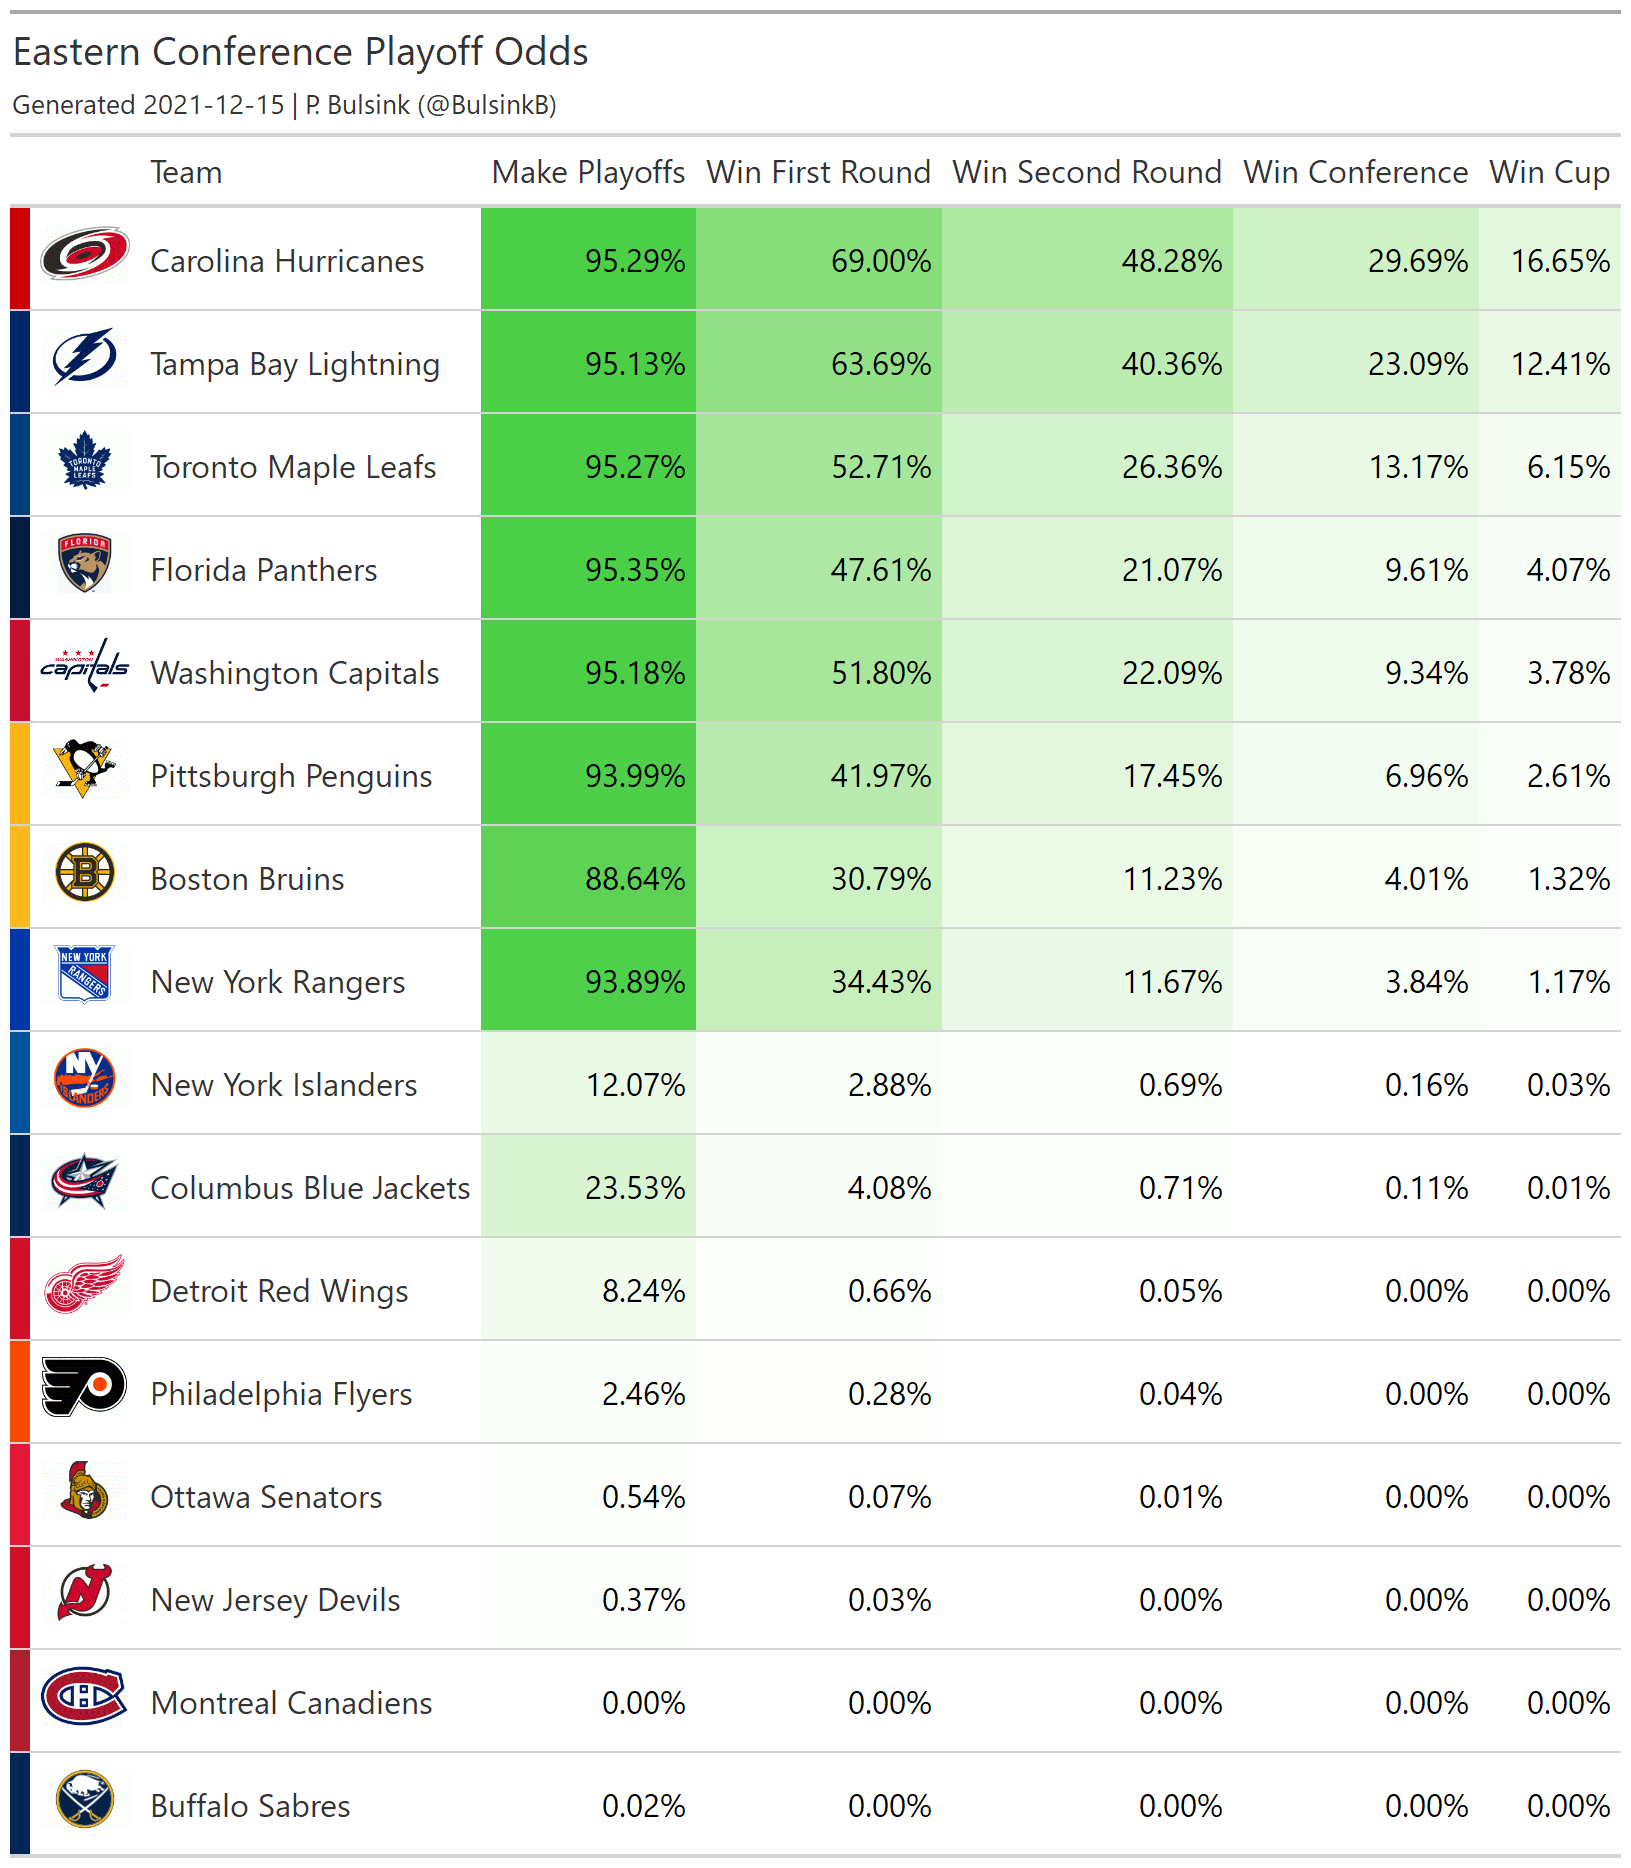 Eastern Conference Playoff Odds
Generated 2021-12-15 | P. Bulsink (@BulsinkB)
Team Make Playoffs Win First Round Win Second Round Win Conference Win Cup
Carolina Hurricanes 95.29% 69.00% 48.28% 29.69% 16.65%
Tampa Bay Lightning 95.13% 63.69% 40.36% 23.09% 12.41%
TORONTO MAPLE LEAFS Toronto Maple Leafs 95.27% 52.71% 26.36% 13.17% 6.15%
FLORIDA Florida Panthers 95.35% 47.61% 21.07% 9.61% 4.07%
WASHINGTON capitals Washington Capitals 95.18% 51.80% 22.09% 9.34% 3.78%
Pittsburgh Penguins 93.99% 41.97% 17.45% 6.96% 2.61%
B Boston Bruins 88.64% 30.79% 11.23% 4.01% 1.32%
NEW YORK RANGERS New York Rangers 93.89% 34.43% 11.67% 3.84% 1.17%
NY ISLANDERS New York Islanders 12.07% 2.88% 0.69% 0.16% 0.03%
Columbus Blue Jackets 23.53% 4.08% 0.71% 0.11% 0.01%
Detroit Red Wings 8.24% 0.66% 0.05% 0.00% 0.00%
Philadelphia Flyers 2.46% 0.28% 0.04% 0.00% 0.00%
Ottawa Senators 0.54% 0.07% 0.01% 0.00% 0.00%
New Jersey Devils 0.37% 0.03% 0.00% 0.00% 0.00%
Montreal Canadiens 0.00% 0.00% 0.00% 0.00% 0.00%
Buffalo Sabres 0.02% 0.00% 0.00% 0.00% 0.00%